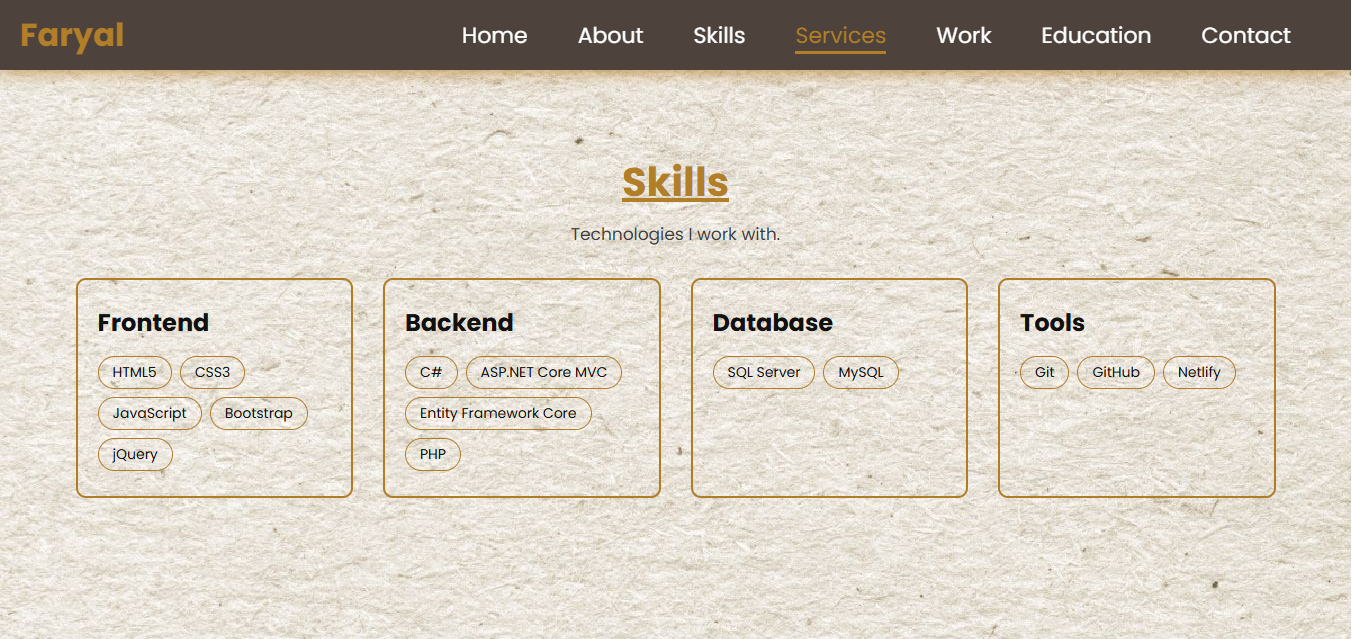 Faryal
Home About Skills Services Work Education Contact
Skills
Technologies I work with.
Frontend
HTML5 CSS3
JavaScript Bootstrap
jQuery
Backend
C# ASP.NET Core MVC
Entity Framework Core
PHP
Database
SQL Server MySQL
Tools
Git GitHub Netlify